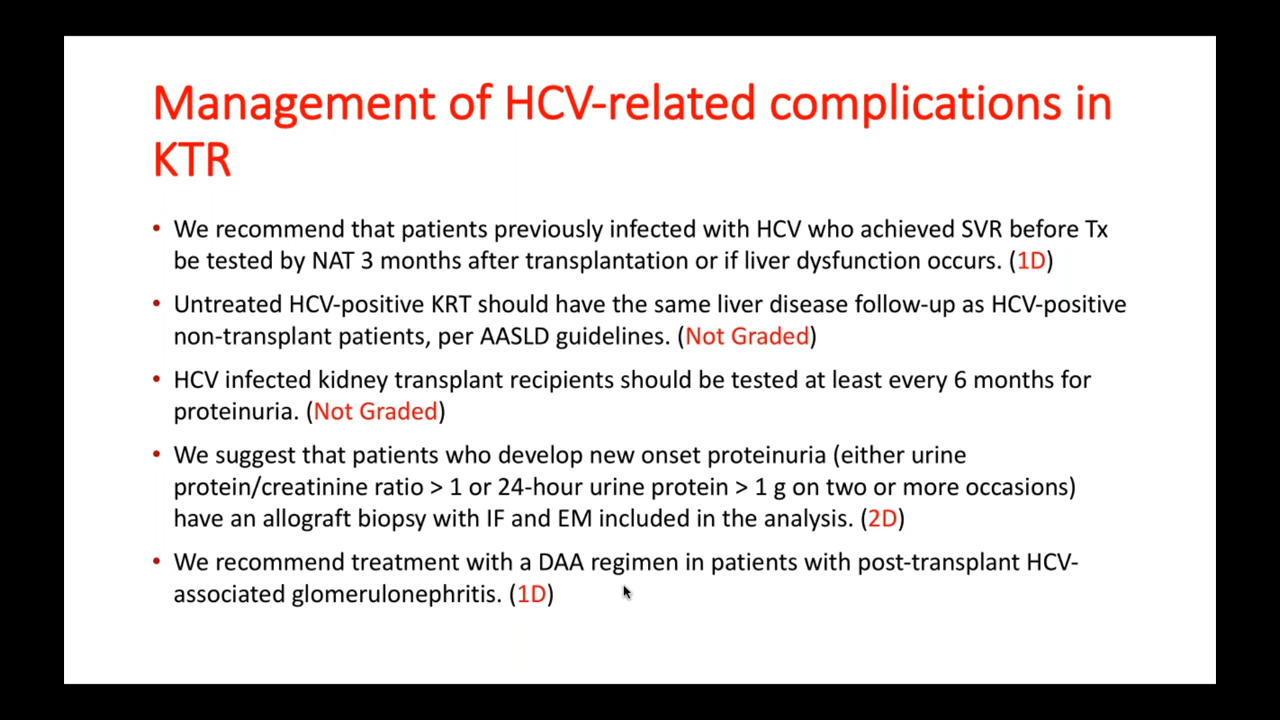 Management of HCV-related complications in
KTR
• We recommend that patients previously infected with HCV who achieved SVR before Tx
be tested by NAT 3 months after transplantation or if liver dysfunction occurs. (1D)
• Untreated HCV-positive KRT should have the same liver disease follow-up as HCV-positive
non-transplant patients, per AASLD guidelines. (Not Graded)
• HCV infected kidney transplant recipients should be tested at least every 6 months for
proteinuria. (Not Graded)
• We suggest that patients who develop new onset proteinuria (either urine
protein/creatinine ratio > 1 or 24-hour urine protein > 1 g on two or more occasions)
have an allograft biopsy with IF and EM included in the analysis. (2D)
• We recommend treatment with a DAA regimen in patients with post-transplant HCV-
associated glomerulonephritis. (1D)